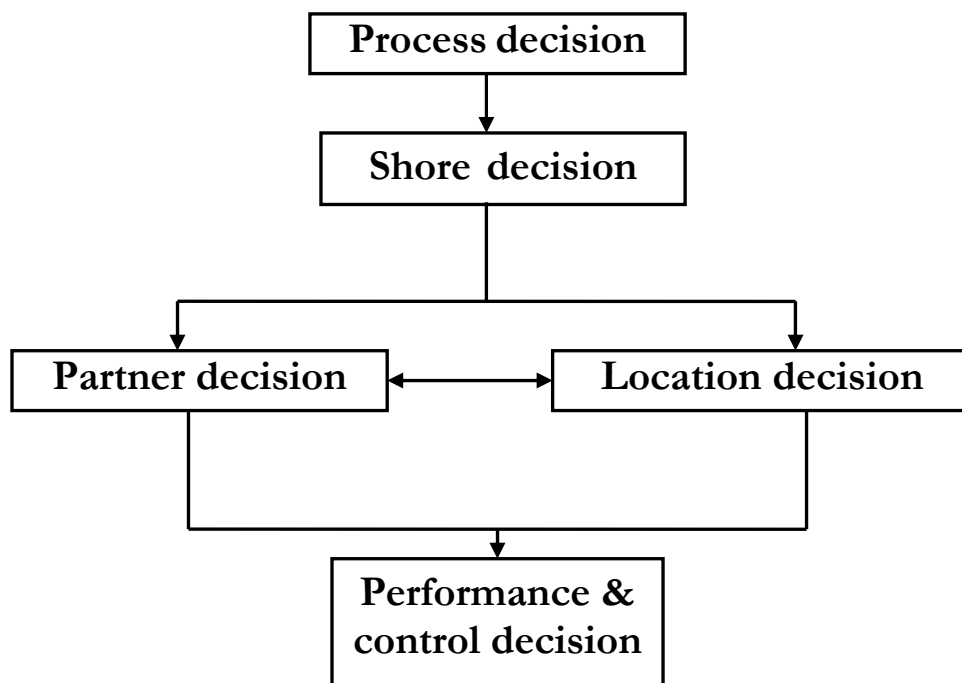 Process decision
Shore decision
Partner decision
Location decision
Performance &
control decision